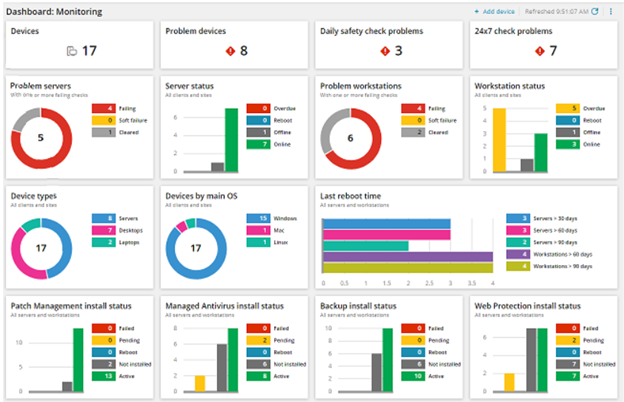 Dashboard: Monitoring
+ Add device
Refreshed 9:51:07 AM
Devices
17
Problem devices
8
Daily safety check problems
3
24x7 check problems
7
Problem servers
With one or more failing checks
5
4 Failing
0 Soft failure
1 Cleared
Server status
All clients and sites
6
4
2
0
0 Overdue
0 Reboot
1 Offline
7 Online
Problem workstations
With one or more failing checks
6
4 Failing
0 Soft failure
2 Cleared
Workstation status
All clients and sites
5
4
3
2
1
0
5 Overdue
0 Reboot
1 Offline
3 Online
Device types
All clients and sites
17
8 Servers
7 Desktops
2 Laptops
Devices by main OS
All clients and sites
17
15 Windows
1 Mac
1 Linux
Last reboot time
All servers and workstations
0 0.5 1 1.5 2 2.5 3 3.5 4
3 Servers > 30 days
3 Servers > 60 days
2 Servers > 90 days
4 Workstations > 60 days
4 Workstations > 90 days
Patch Management install status
All servers and workstations
10
5
0
0 Failed
0 Pending
0 Reboot
2 Not installed
13 Active
Managed Antivirus install status
All servers and workstations
8
6
4
2
0
0 Failed
2 Pending
0 Reboot
6 Not installed
8 Active
Backup install status
All servers and workstations
10
5
0
0 Failed
0 Pending
0 Reboot
6 Not installed
10 Active
Web Protection install status
All servers and workstations
6
4
2
0
0 Failed
2 Pending
0 Reboot
7 Not installed
7 Active